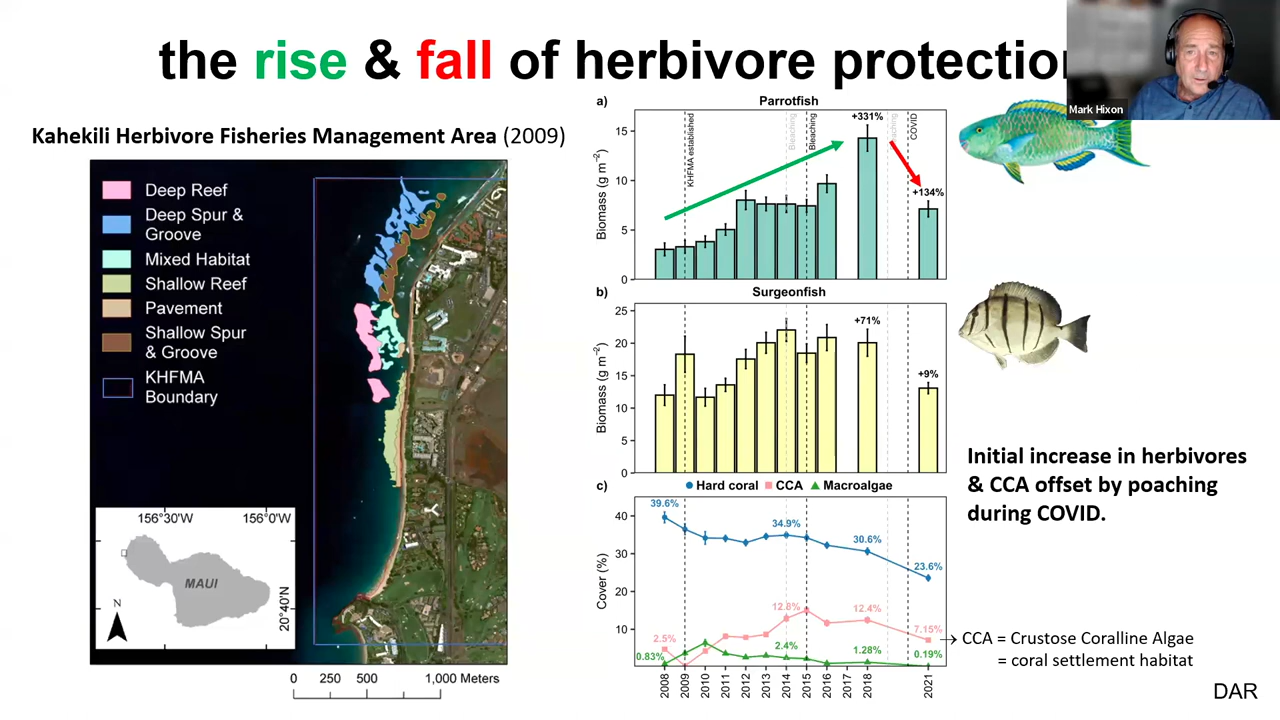 the rise & fall of herbivore protection
Mark Hixon
Kahekili Herbivore Fisheries Management Area (2009)
Deep Reef
Deep Spur &
Groove
Mixed Habitat
Shallow Reef
Pavement
Shallow Spur
& Groove
KHFMA
Boundary
156°30'W 156°0'W
MAUI
N
20°40'N
0 250 500 1,000 Meters
a) Parrotfish
Biomass (g m⁻²)
15
10
5
0
KHFMA established
Bleaching
Bleaching
+331%
Bleaching
COVID
+134%
b) Surgeonfish
Biomass (g m⁻²)
25
20
15
10
5
0
+71%
+9%
c) Hard coral CCA Macroalgae
Cover (%)
40
30
20
10
39.6% 34.9% 30.6% 23.6%
2.5% 12.8% 12.4% 7.15%
0.83% 2.4% 1.28% 0.19%
2008 2009 2010 2011 2012 2013 2014 2015 2016 2017 2018 2021
Initial increase in herbivores
& CCA offset by poaching
during COVID.
→ CCA = Crustose Coralline Algae
= coral settlement habitat
DAR